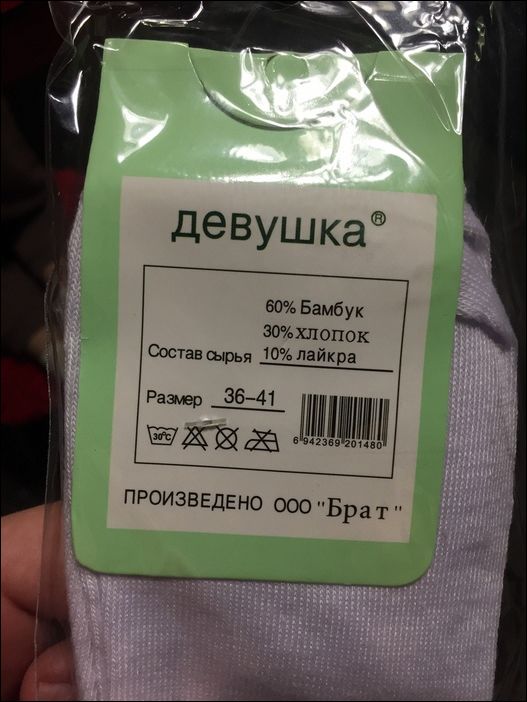 девушка®
60% Бамбук
30% хлопок
Состав сырья 10% лайкра
Размер 36-41
30°C
6 942369 201480
ПРОИЗВЕДЕНО ООО "Брат"